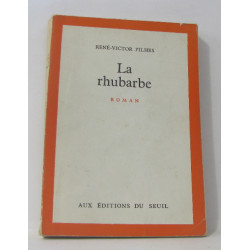 RENÉ-VICTOR PILHES
La
rhubarbe
ROMAN
AUX ÉDITIONS DU SEUIL